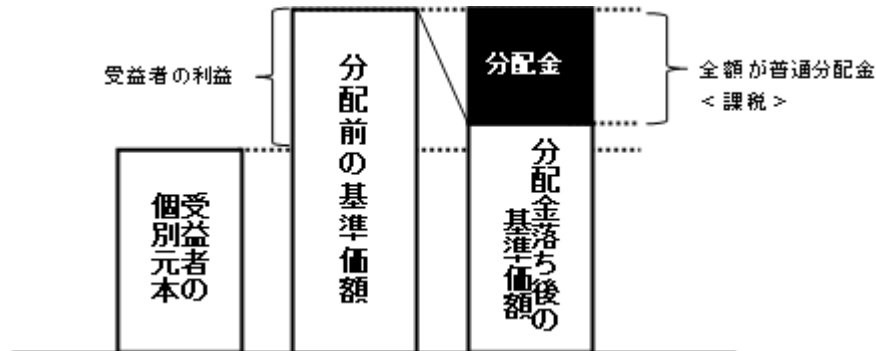 受益者の利益
受益者の
個別元本
分配前の基準価額
分配金
分配金落ち後の
基準価額
全額が普通分配金
＜課税＞